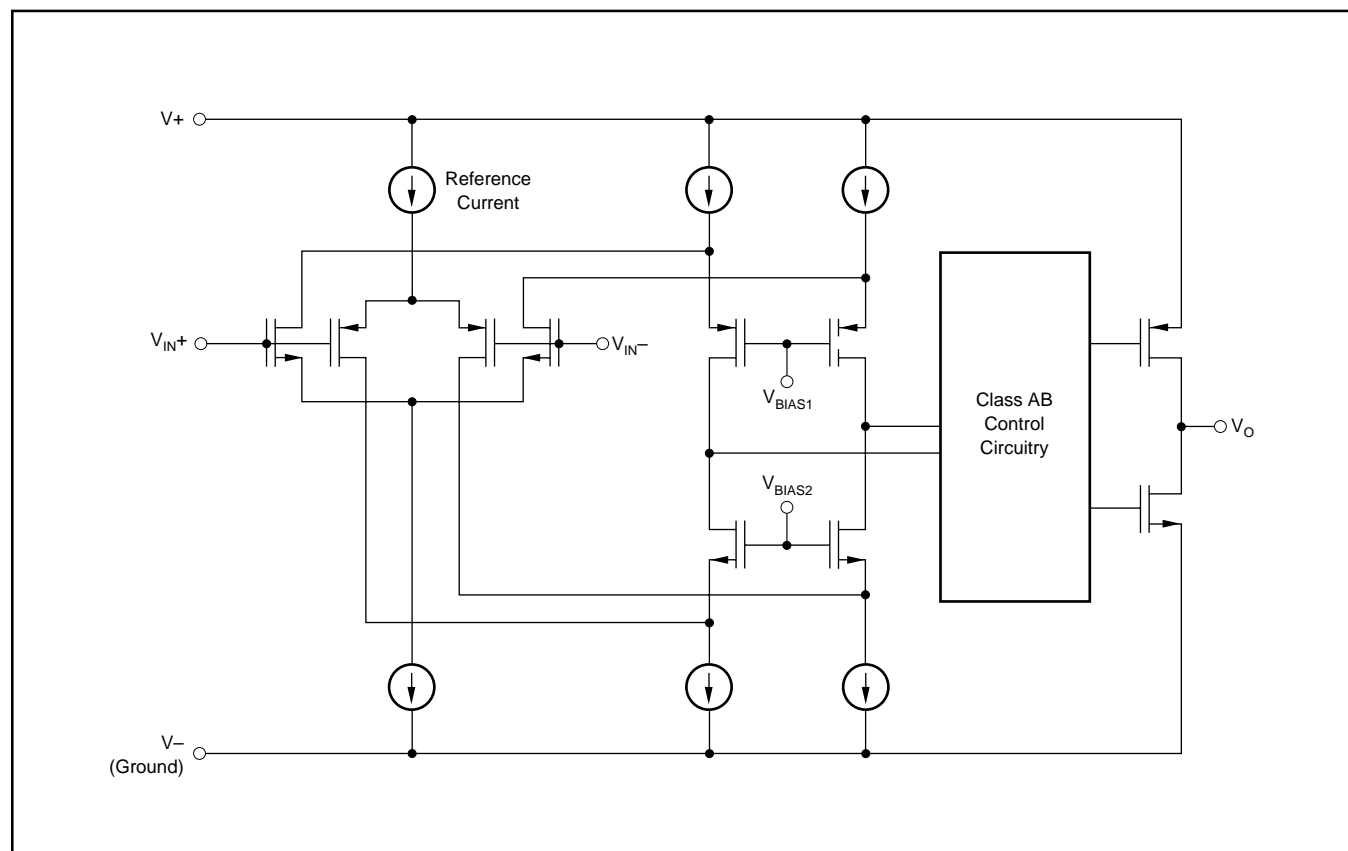 V+
Reference
Current
VIN+
VIN–
VBIAS1
Class AB
Control
Circuitry
VO
VBIAS2
V–
(Ground)